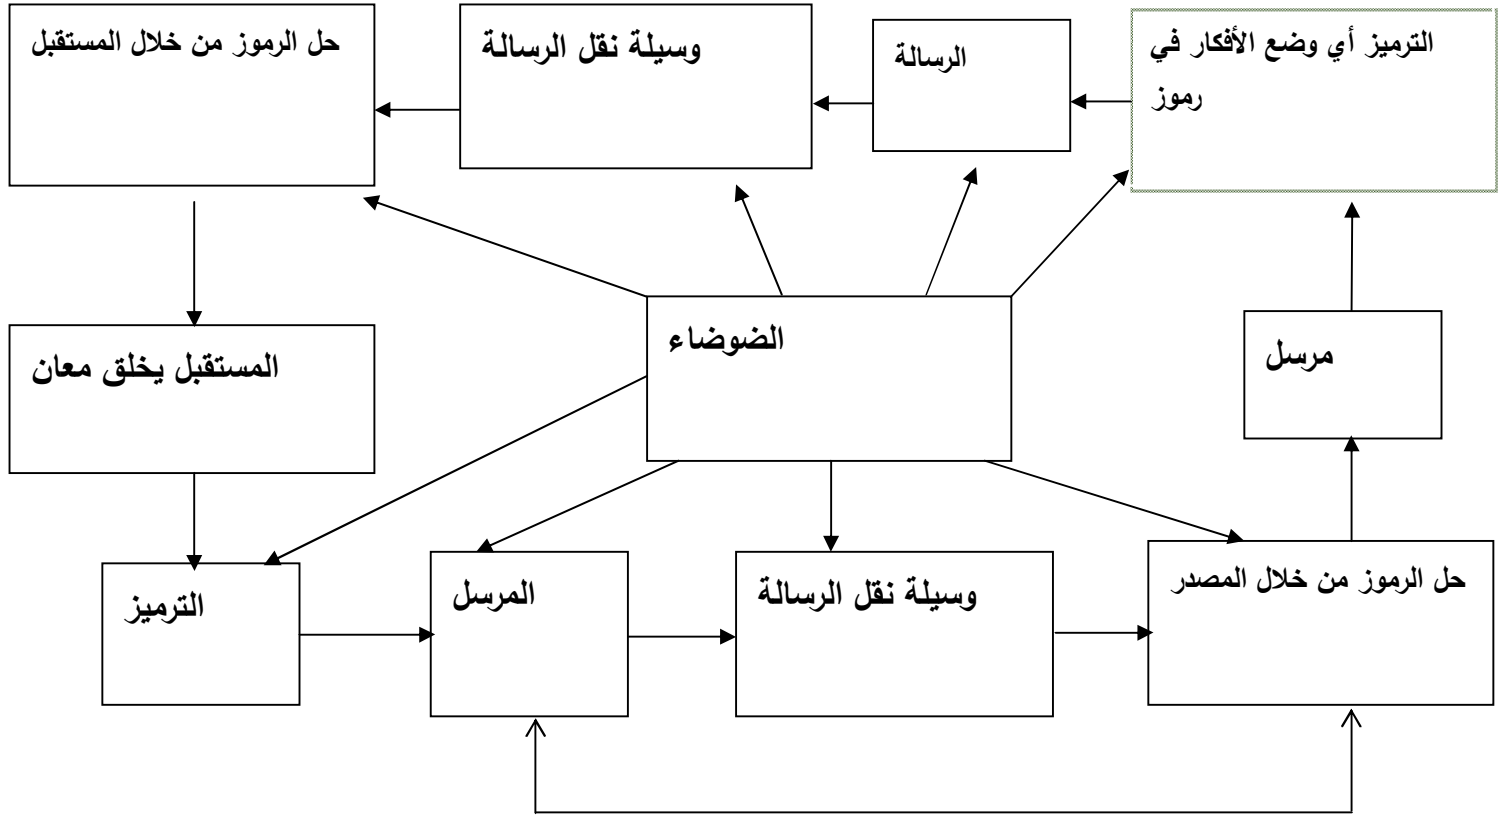 الترميز أي وضع الأفكار في
رموز
الرسالة
وسيلة نقل الرسالة
حل الرموز من خلال المستقبل
مرسل
الضوضاء
المستقبل يخلق معان
حل الرموز من خلال المصدر
وسيلة نقل الرسالة
المرسل
الترميز